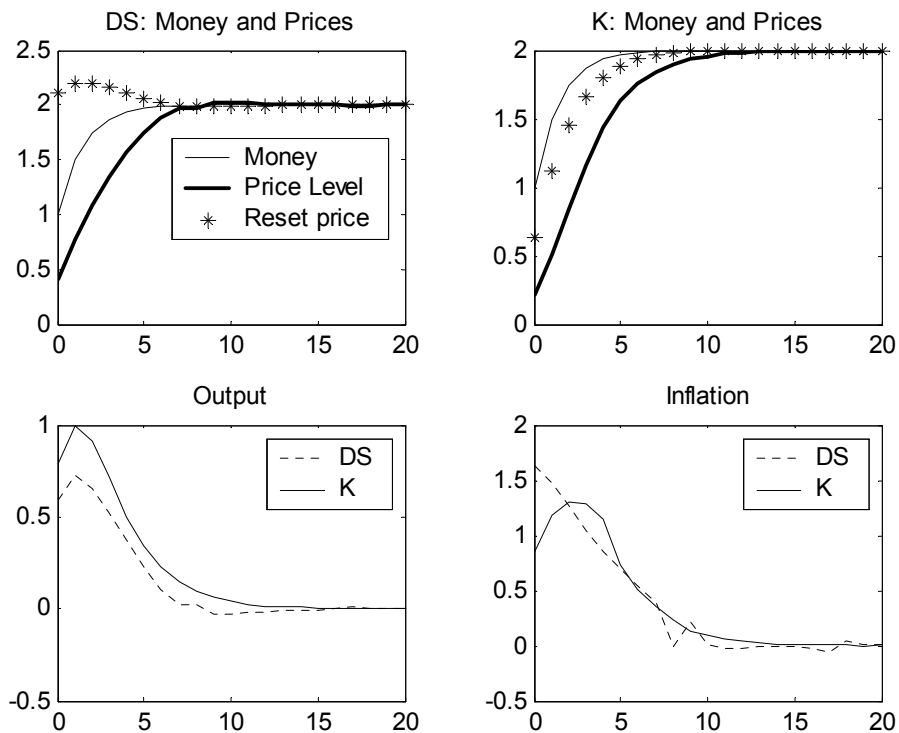 DS: Money and Prices
2.5
2
1.5
1
0.5
0
0 5 10 15 20
Money
Price Level
Reset price
K: Money and Prices
2
1.5
1
0.5
0
0 5 10 15 20
Output
1
0.5
0
-0.5
0 5 10 15 20
DS
K
Inflation
2
1.5
1
0.5
0
-0.5
0 5 10 15 20
DS
K